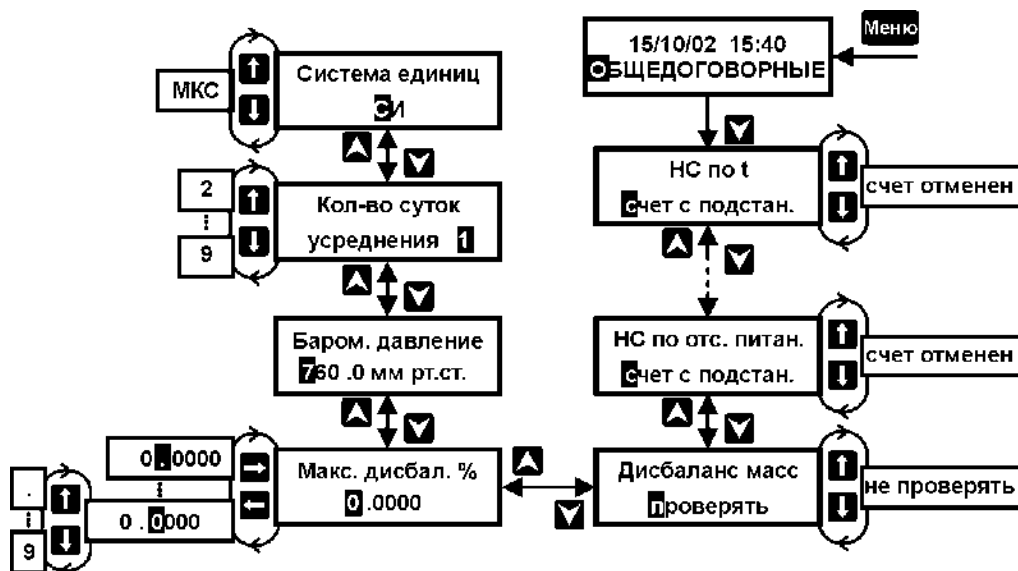 Меню
15/10/02 15:40
ОБЩЕДОГОВОРНЫЕ
НС по t
счет с подстан.
счет отменен
НС по отс. питан.
счет с подстан.
счет отменен
Дисбаланс масс
проверять
не проверять
Система единиц
СИ
МКС
Кол-во суток
усреднения 1
2
9
Баром. давление
760 .0 мм рт.ст.
Макс. дисбал. %
0 .0000
0 . 0000
0 . 0000
.
9